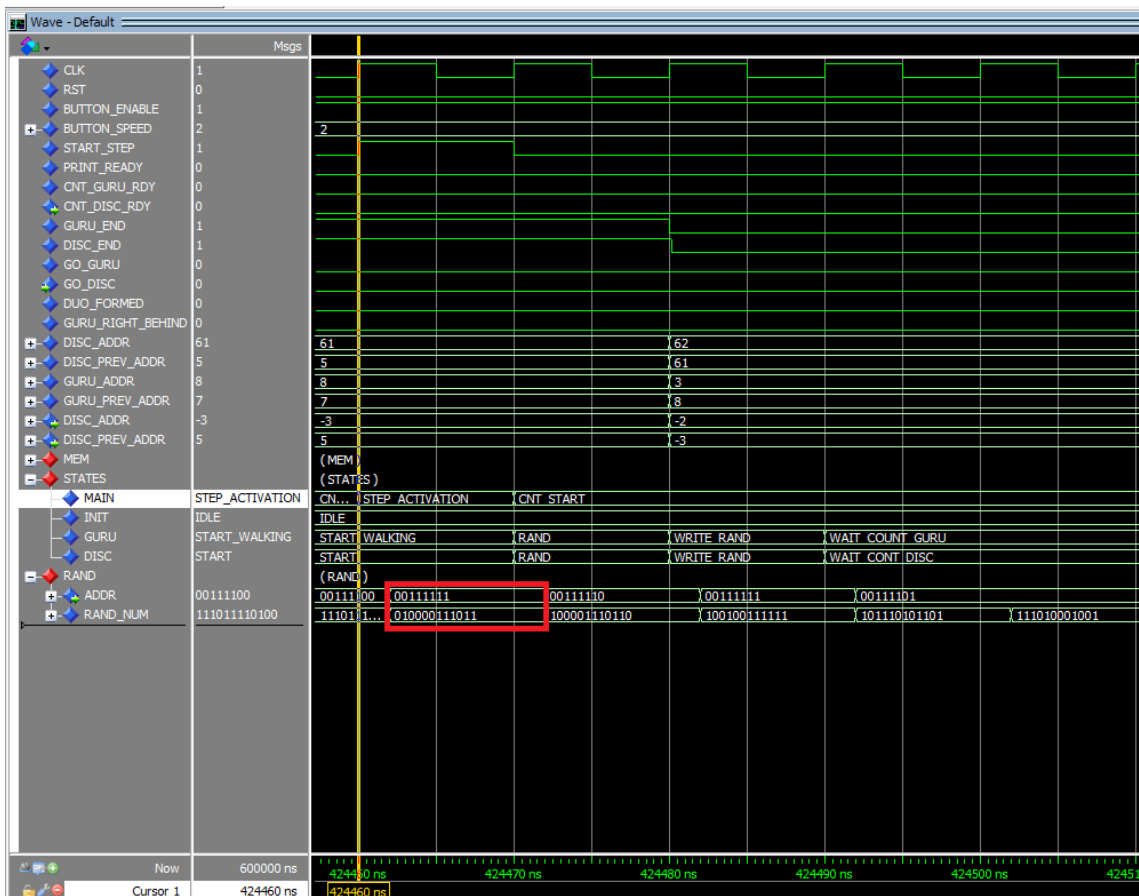 Wave - Default
Msgs
CLK 1
RST 0
BUTTON_ENABLE 1
BUTTON_SPEED 2 2
START_STEP 1
PRINT_READY 0
CNT_GURU_RDY 0
CNT_DISC_RDY 0
GURU_END 1
DISC_END 1
GO_GURU 0
GO_DISC 0
DUO_FORMED 0
GURU_RIGHT_BEHIND 0
DISC_ADDR 61 61 62
DISC_PREV_ADDR 5 5 61
GURU_ADDR 8 8 3
GURU_PREV_ADDR 7 7 8
DISC_ADDR -3 -3 -2
DISC_PREV_ADDR 5 5 -3
MEM (MEM)
STATES (STATES)
MAIN STEP_ACTIVATION CN... STEP_ACTIVATION CNT_START
INIT IDLE IDLE
GURU START_WALKING START_WALKING RAND WRITE_RAND WAIT_COUNT_GURU
DISC START START RAND WRITE_RAND WAIT_CONT_DISC
RAND (RAND)
ADDR 00111100 00111100 00111111 00111110 00111111 00111101
RAND_NUM 111011110100 111011... 010000111011 100001110110 100100111111 101110101101 111010001001
Now 600000 ns 424460 ns 424470 ns 424480 ns 424490 ns 424500 ns
Cursor 1 424460 ns 424460 ns